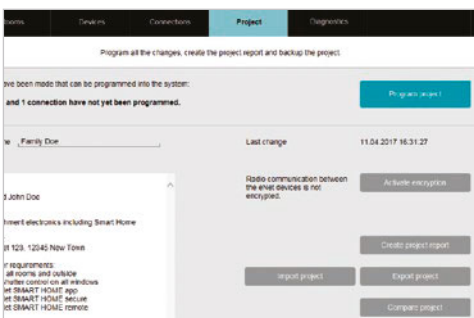 ooms Devices Connections Project Diagnostics
Program all the changes, create the project report and backup the project.
ave been made that can be programmed into the system:
and 1 connection have not yet been programmed.
Program project
me Family Doe
Last change 11.04.2017 16:31:27
Radio communication between
the eNet devices is not
encrypted.
Activate encryption
d John Doe
nment electronics including Smart Home
et 123, 12345 New Town
Create project report
r requirements:
all rooms and outside
Import project Export project
shutter control on all windows
et SMART HOME app
et SMART HOME secure
et SMART HOME remote
Compare project